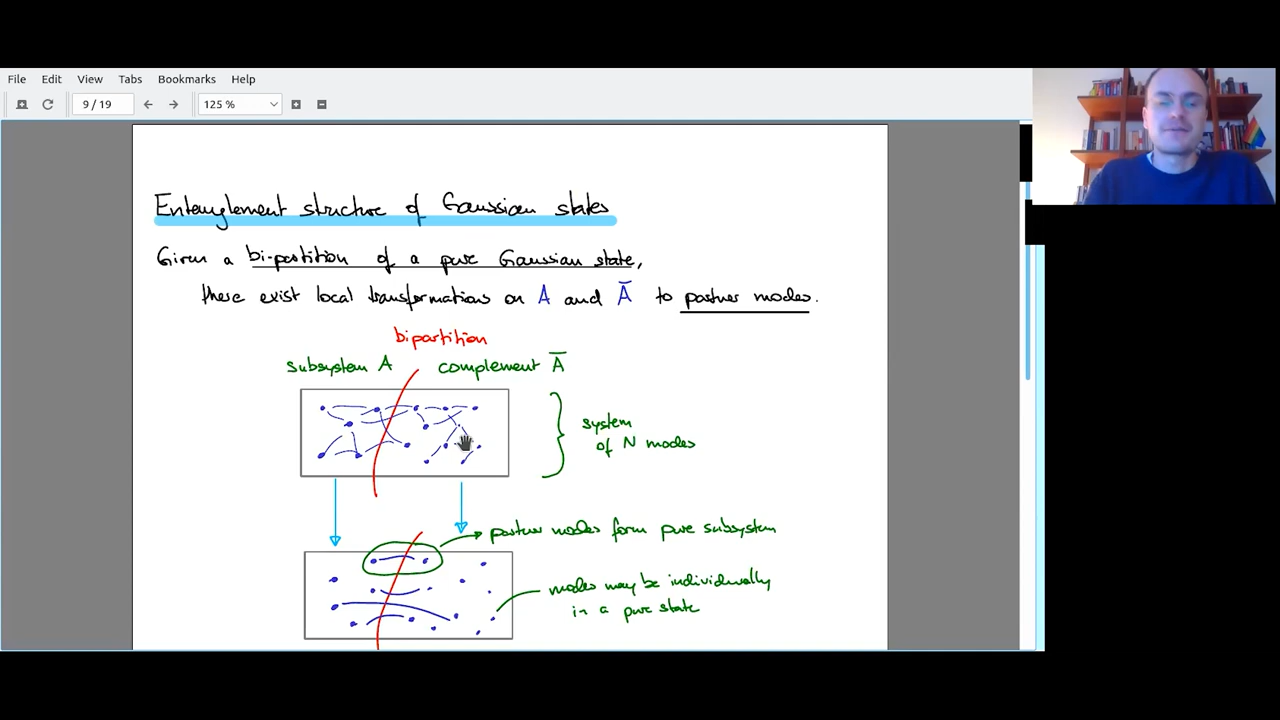 File Edit View Tabs Bookmarks Help
9 / 19 125 %
Entanglement structure of Gaussian states
Given a bi-partition of a pure Gaussian state,
there exist local transformations on A and Ā to partner modes.
bipartition
subsystem A complement Ā
system
of N modes
partner modes form pure subsystem
modes may be individually
in a pure state